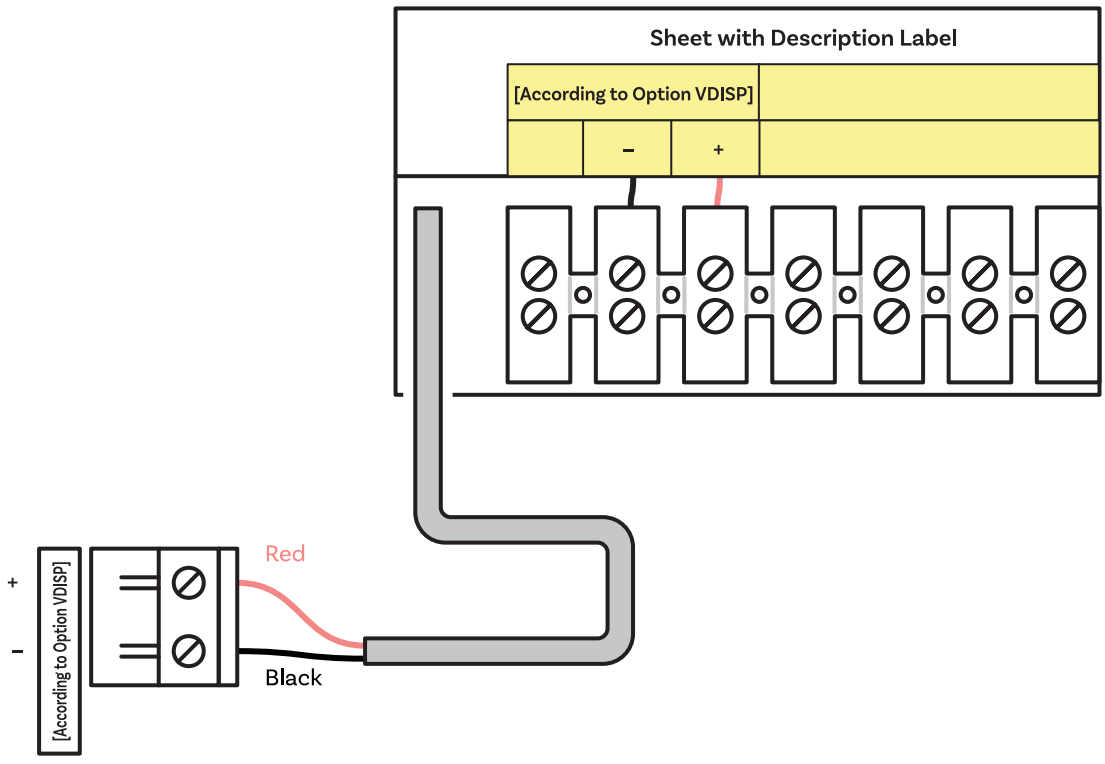 Sheet with Description Label
[According to Option VDISP]
– +
Red
+
[According to Option VDISP]
–
Black